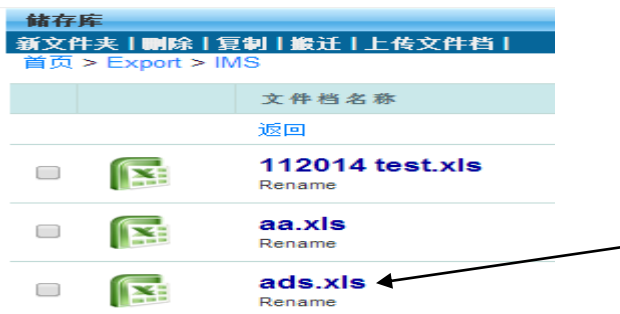 储存库
新文件夹 | 删除 | 复制 | 搬迁 | 上传文件档 |
首页 > Export > IMS
文件档名称
返回
112014 test.xls
Rename
aa.xls
Rename
ads.xls
Rename